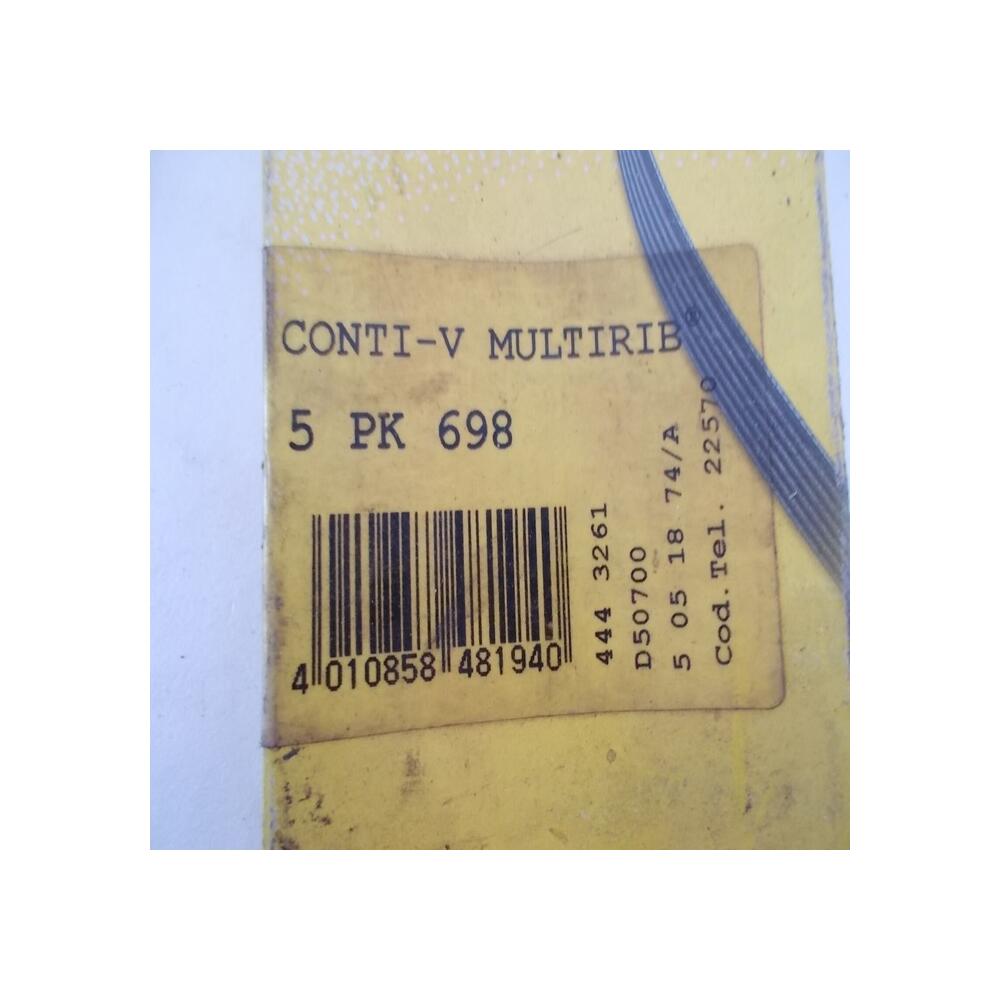 CONTI-V MULTIRIB®
5 PK 698
4 010858 481940
444 3261
D50700
5 05 18 74/A
Cod.Tel. 22570